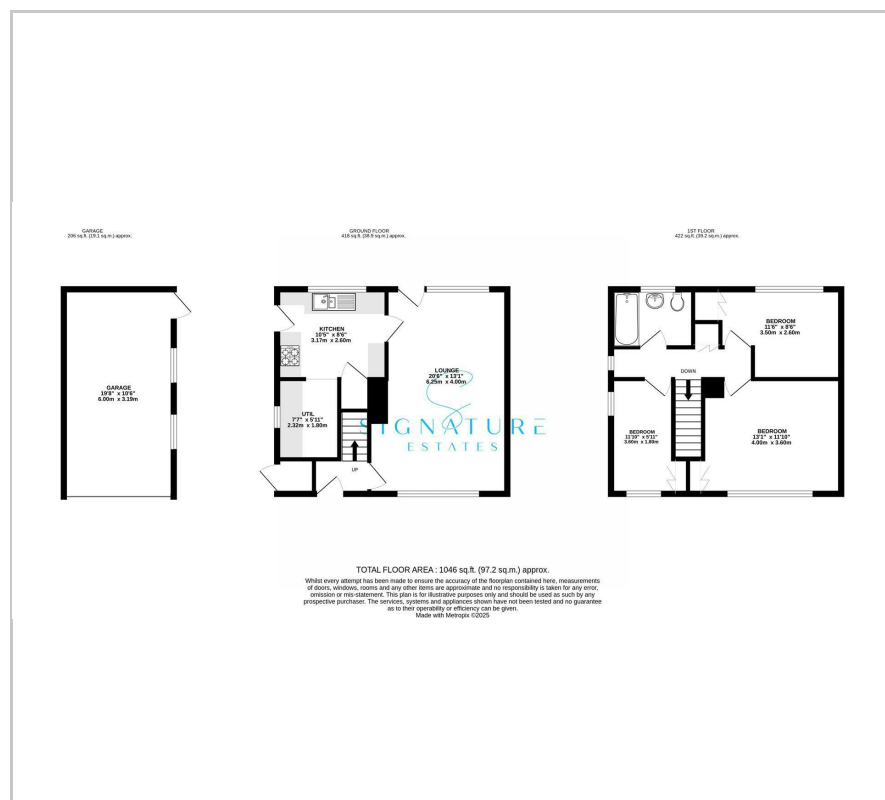 GARAGE
206 sq.ft. (19.1 sq.m.) approx.
GROUND FLOOR
418 sq.ft. (38.9 sq.m.) approx.
1ST FLOOR
422 sq.ft. (39.2 sq.m.) approx.
GARAGE
19'8" x 10'6"
6.00m x 3.19m
KITCHEN
10'5" x 8'6"
3.17m x 2.60m
LOUNGE
20'6" x 13'1"
6.25m x 4.00m
UTIL
7'7" x 5'11"
2.32m x 1.80m
UP
SIGNATURE
ESTATES
BEDROOM
11'6" x 8'6"
3.50m x 2.60m
DOWN
BEDROOM
11'10" x 5'11"
3.60m x 1.80m
BEDROOM
13'1" x 11'10"
4.00m x 3.60m
TOTAL FLOOR AREA : 1046 sq.ft. (97.2 sq.m.) approx.
Whilst every attempt has been made to ensure the accuracy of the floorplan contained here, measurements
of doors, windows, rooms and any other items are approximate and no responsibility is taken for any error,
omission or mis-statement. This plan is for illustrative purposes only and should be used as such by any
prospective purchaser. The services, systems and appliances shown have not been tested and no guarantee
as to their operability or efficiency can be given.
Made with Metropix ©2025